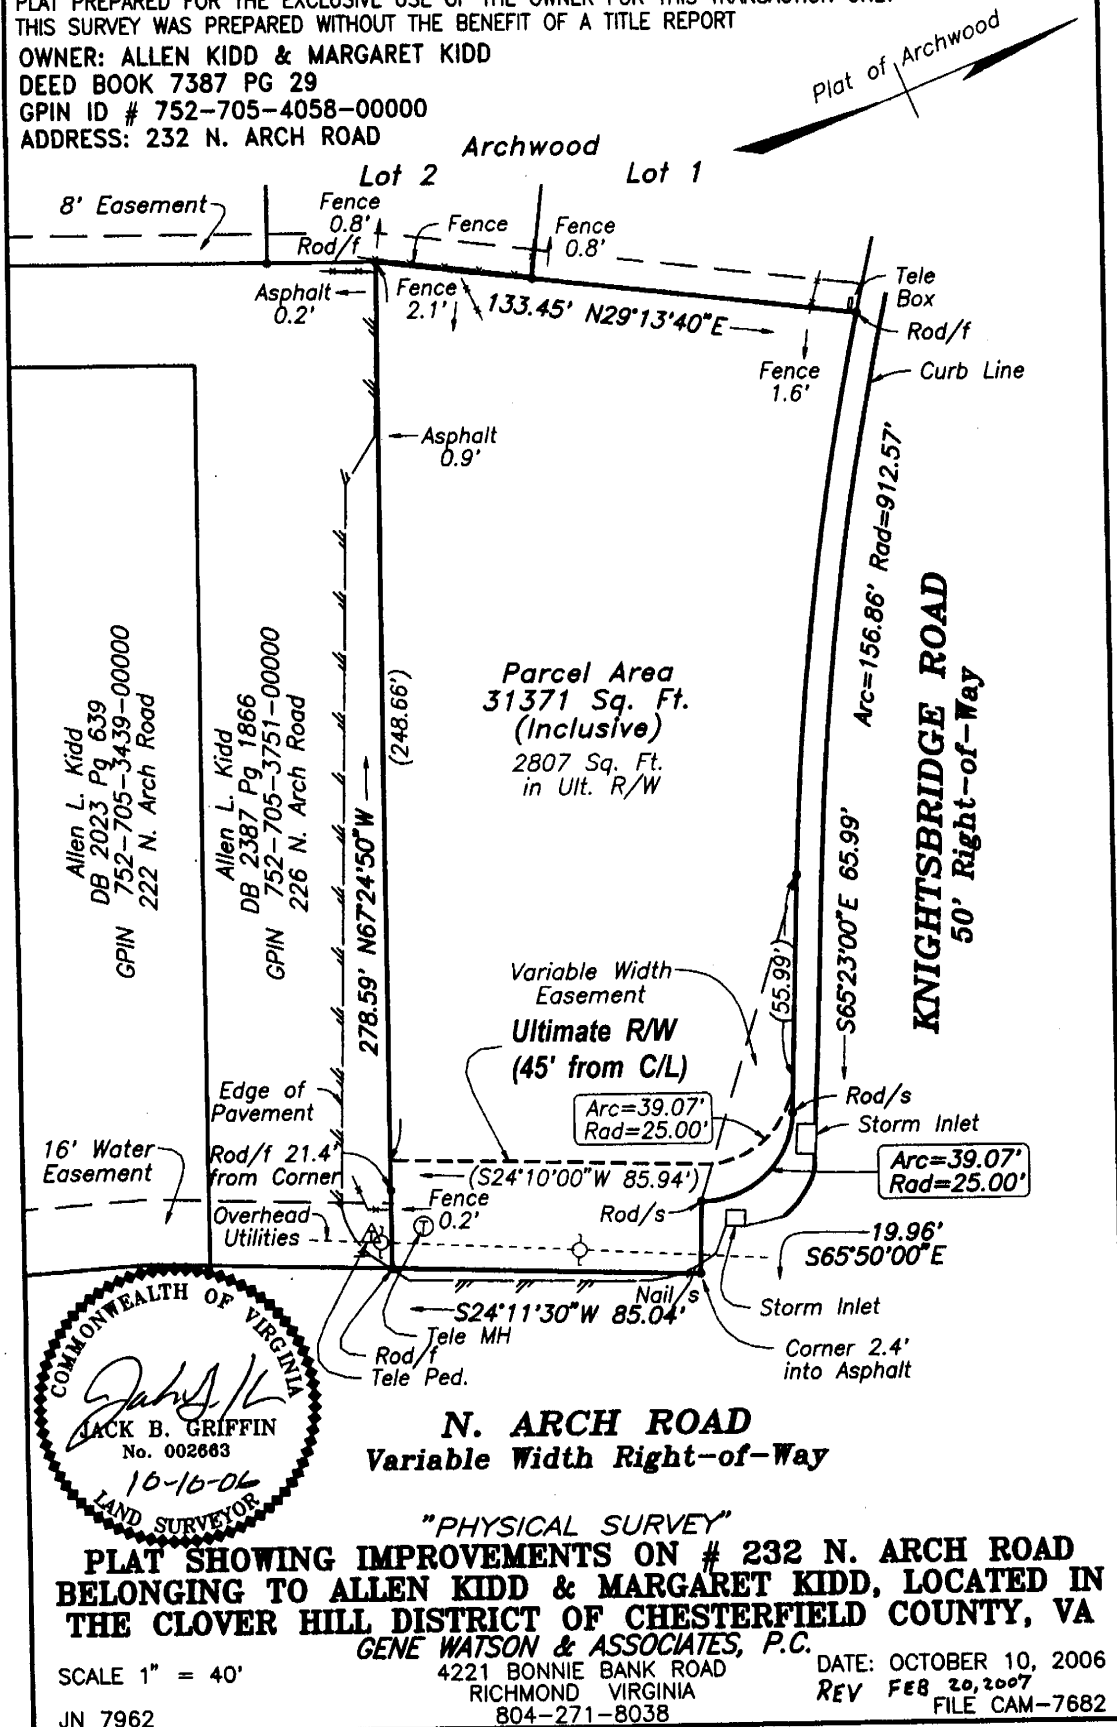 PLAT PREPARED FOR THE EXCLUSIVE USE OF THE OWNER FOR THIS TRANSACTION ONLY
THIS SURVEY WAS PREPARED WITHOUT THE BENEFIT OF A TITLE REPORT
OWNER: ALLEN KIDD & MARGARET KIDD
DEED BOOK 7387 PG 29
GPIN ID # 752-705-4058-00000
ADDRESS: 232 N. ARCH ROAD
Plat of Archwood
Archwood
Lot 2
Lot 1
8' Easement
Fence
0.8'
Fence
Fence
0.8'
Rod/f
Asphalt
0.2'
Fence
2.1'
133.45' N29°13'40"E
Tele
Box
Rod/f
Fence
1.6'
Curb Line
Asphalt
0.9'
Arc=156.86' Rad=912.57'
Parcel Area
31371 Sq. Ft.
(Inclusive)
2807 Sq. Ft.
in Ult. R/W
(248.66')
278.59' N67°24'50"W
Allen L. Kidd
DB 2023 Pg 639
GPIN 752-705-3439-00000
222 N. Arch Road
Allen L. Kidd
DB 2387 Pg 1866
GPIN 752-705-3751-00000
226 N. Arch Road
KNIGHTSBRIDGE ROAD
50' Right-of-Way
S65°23'00"E 65.99'
(55.99')
Variable Width
Easement
Ultimate R/W
(45' from C/L)
Edge of
Pavement
Arc=39.07'
Rad=25.00'
Rod/s
Storm Inlet
16' Water
Easement
Rod/f 21.4'
from Corner
(S24°10'00"W 85.94')
Arc=39.07'
Rad=25.00'
Fence
0.2'
Rod/s
Overhead
Utilities
T
19.96'
S65°50'00"E
Nail s
S24°11'30"W 85.04'
Storm Inlet
Tele MH
Rod/f
Tele Ped.
Corner 2.4'
into Asphalt
COMMONWEALTH OF VIRGINIA
JACK B. GRIFFIN
No. 002663
10-10-06
LAND SURVEYOR
N. ARCH ROAD
Variable Width Right-of-Way
"PHYSICAL SURVEY"
PLAT SHOWING IMPROVEMENTS ON # 232 N. ARCH ROAD
BELONGING TO ALLEN KIDD & MARGARET KIDD, LOCATED IN
THE CLOVER HILL DISTRICT OF CHESTERFIELD COUNTY, VA
GENE WATSON & ASSOCIATES, P.C.
SCALE 1" = 40'
4221 BONNIE BANK ROAD
RICHMOND VIRGINIA
804-271-8038
DATE: OCTOBER 10, 2006
REV FEB 20, 2007
FILE CAM-7682
JN 7962